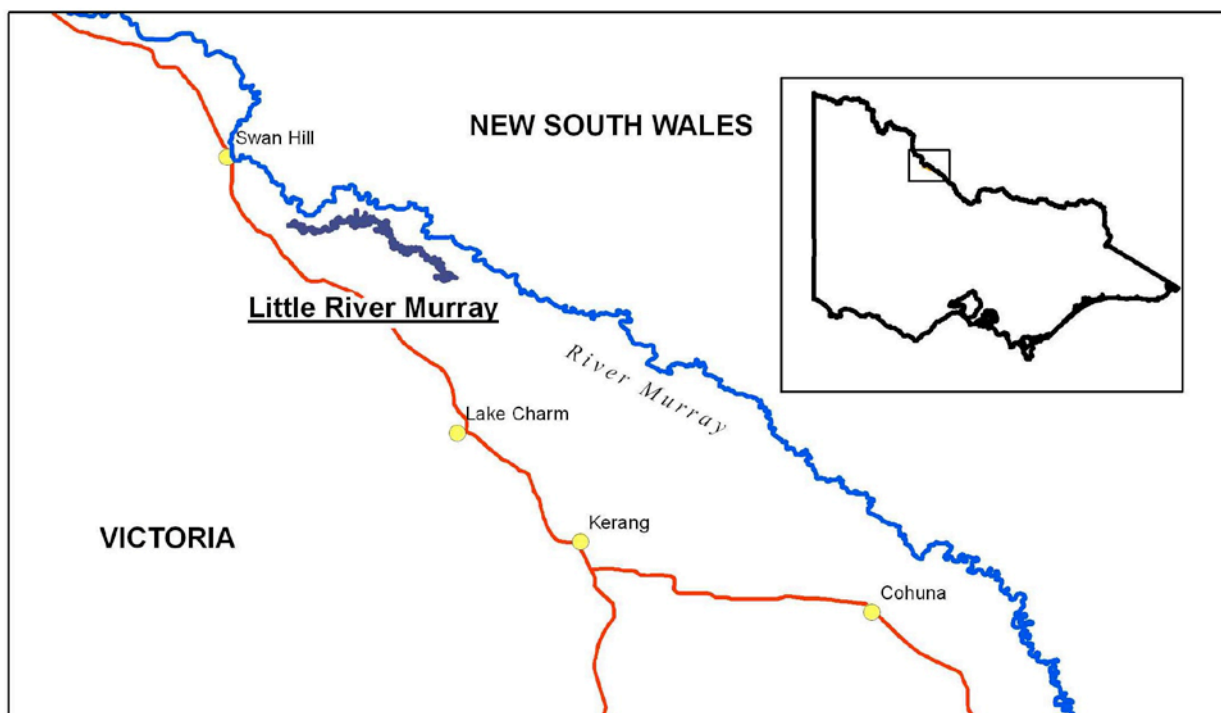 NEW SOUTH WALES
Swan Hill
Little River Murray
River Murray
Lake Charm
Kerang
VICTORIA
Cohuna